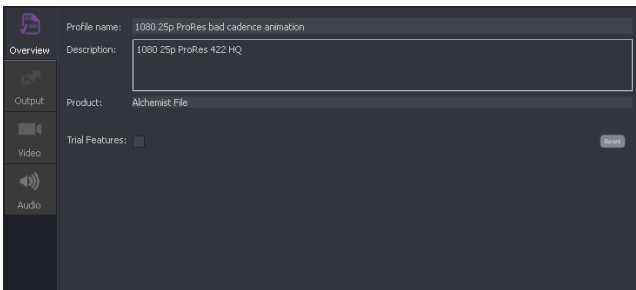 Overview
Output
Video
Audio
Profile name: 1080 25p ProRes bad cadence animation
Description: 1080 25p ProRes 422 HQ
Product: Alchemist File
Trial Features:
Reset